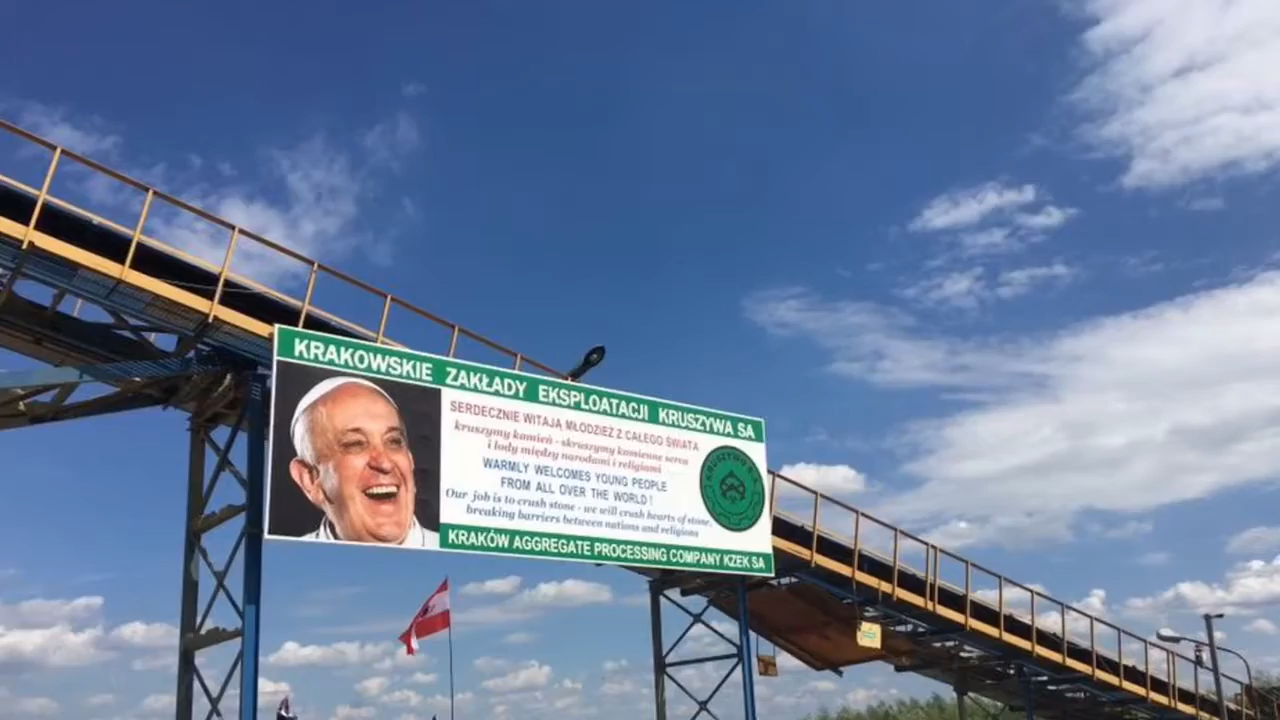 KRAKOWSKIE ZAKŁADY EKSPLOATACJI KRUSZYWA SA
SERDECZNIE WITAJĄ MŁODZIEŻ Z CAŁEGO ŚWIATA
kruszymy kamień - skruszymy kamienne serca
i lody między narodami i religiami
WARMLY WELCOMES YOUNG PEOPLE
FROM ALL OVER THE WORLD !
Our job is to crush stone - we will crush hearts of stone,
breaking barriers between nations and religions
KRUSZYWO S.A.
KRAKÓW AGGREGATE PROCESSING COMPANY KZEK SA